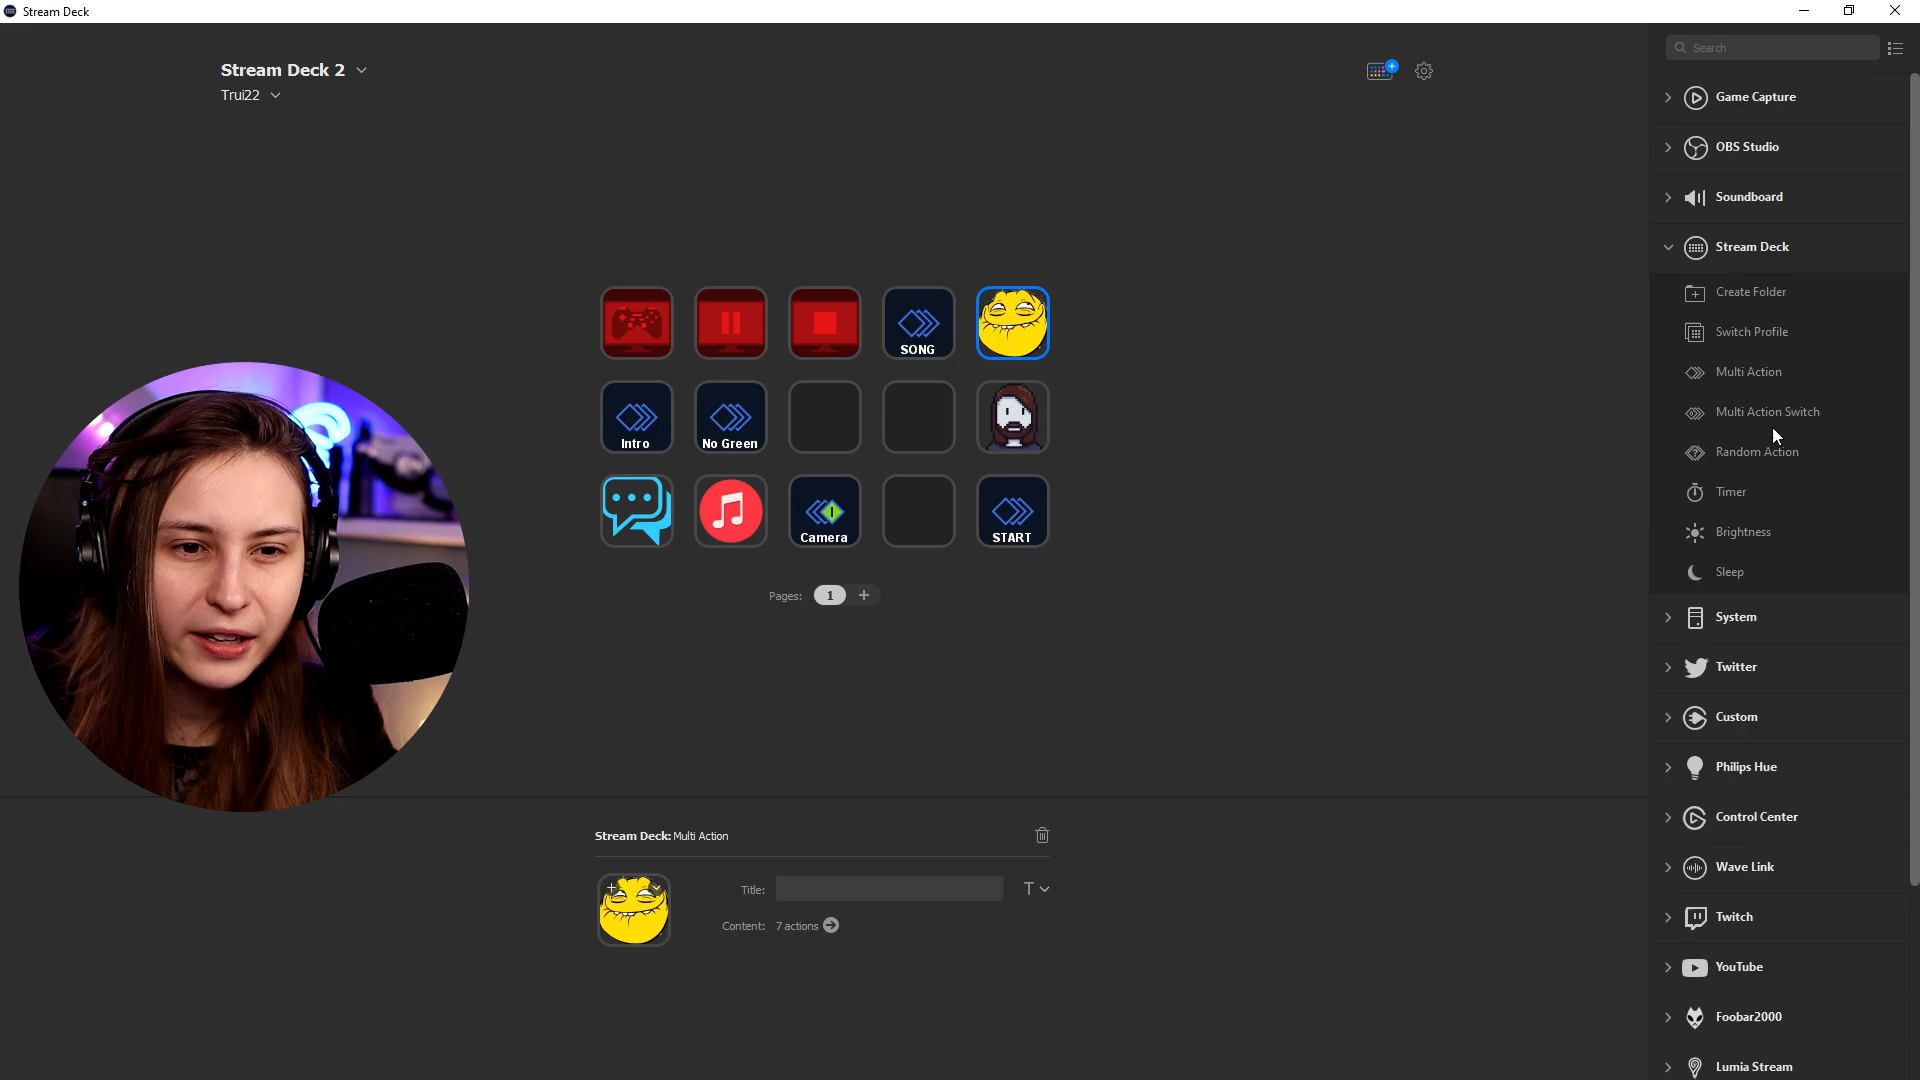 Stream Deck
Stream Deck 2
Trui22
Search
Game Capture
OBS Studio
Soundboard
Stream Deck
Create Folder
Switch Profile
Multi Action
Multi Action Switch
Random Action
Timer
Brightness
Sleep
System
Twitter
Custom
Philips Hue
Control Center
Wave Link
Twitch
YouTube
Foobar2000
Lumia Stream
SONG
Intro
No Green
Camera
START
Pages: 1 +
Stream Deck: Multi Action
Title:
T
Content: 7 actions